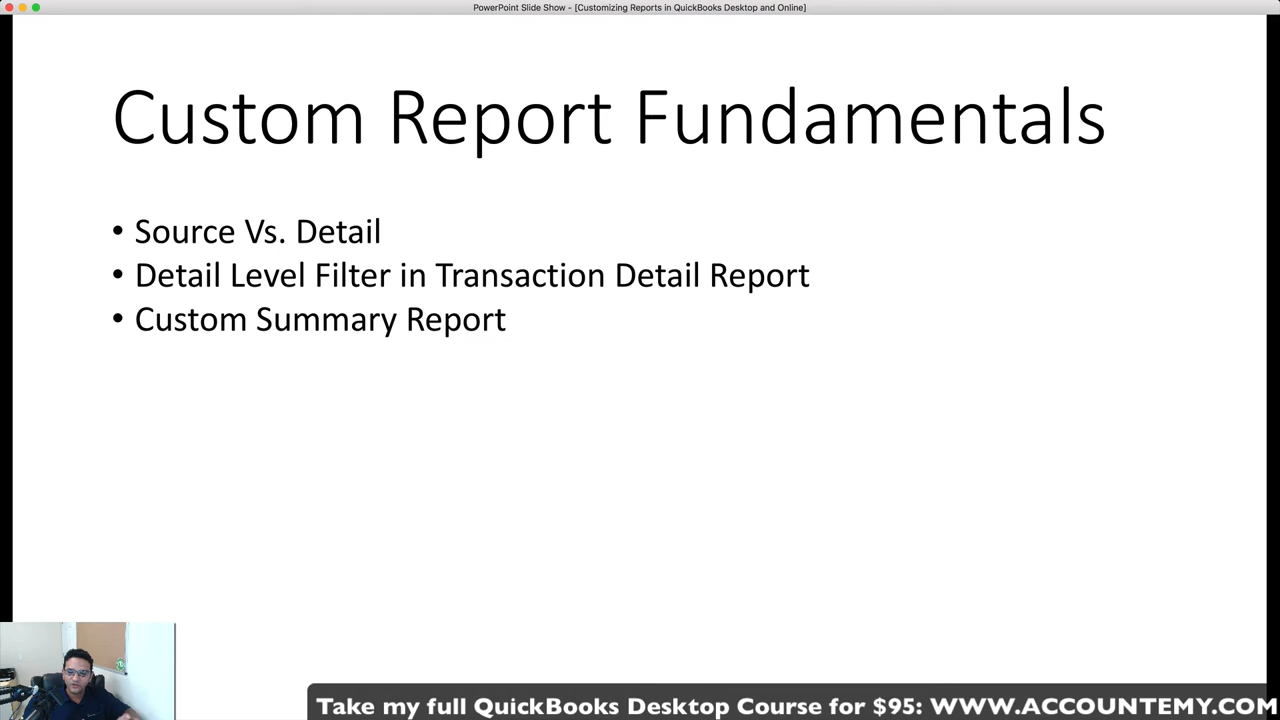 PowerPoint Slide Show - [Customizing Reports in QuickBooks Desktop and Online]
Custom Report Fundamentals
• Source Vs. Detail
• Detail Level Filter in Transaction Detail Report
• Custom Summary Report
Take my full QuickBooks Desktop Course for $95: WWW.ACCOUNTEMY.COM